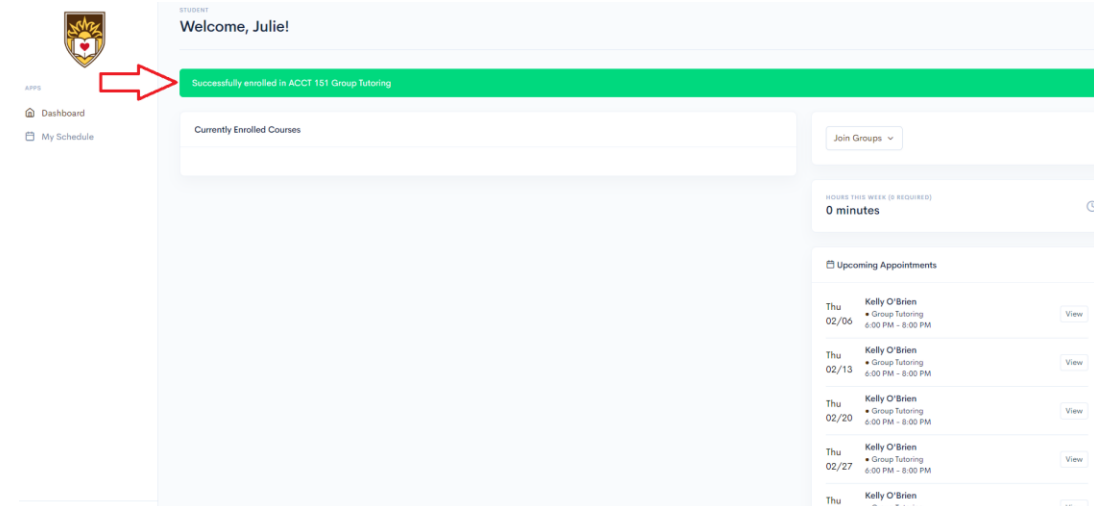 STUDENT
Welcome, Julie!
APPS
Dashboard
My Schedule
Successfully enrolled in ACCT 151 Group Tutoring
Currently Enrolled Courses
Join Groups
HOURS THIS WEEK (0 REQUIRED)
0 minutes
Upcoming Appointments
Thu
02/06
Kelly O'Brien
• Group Tutoring
6:00 PM - 8:00 PM
View
Thu
02/13
Kelly O'Brien
• Group Tutoring
6:00 PM - 8:00 PM
View
Thu
02/20
Kelly O'Brien
• Group Tutoring
6:00 PM - 8:00 PM
View
Thu
02/27
Kelly O'Brien
• Group Tutoring
6:00 PM - 8:00 PM
View
Thu
Kelly O'Brien